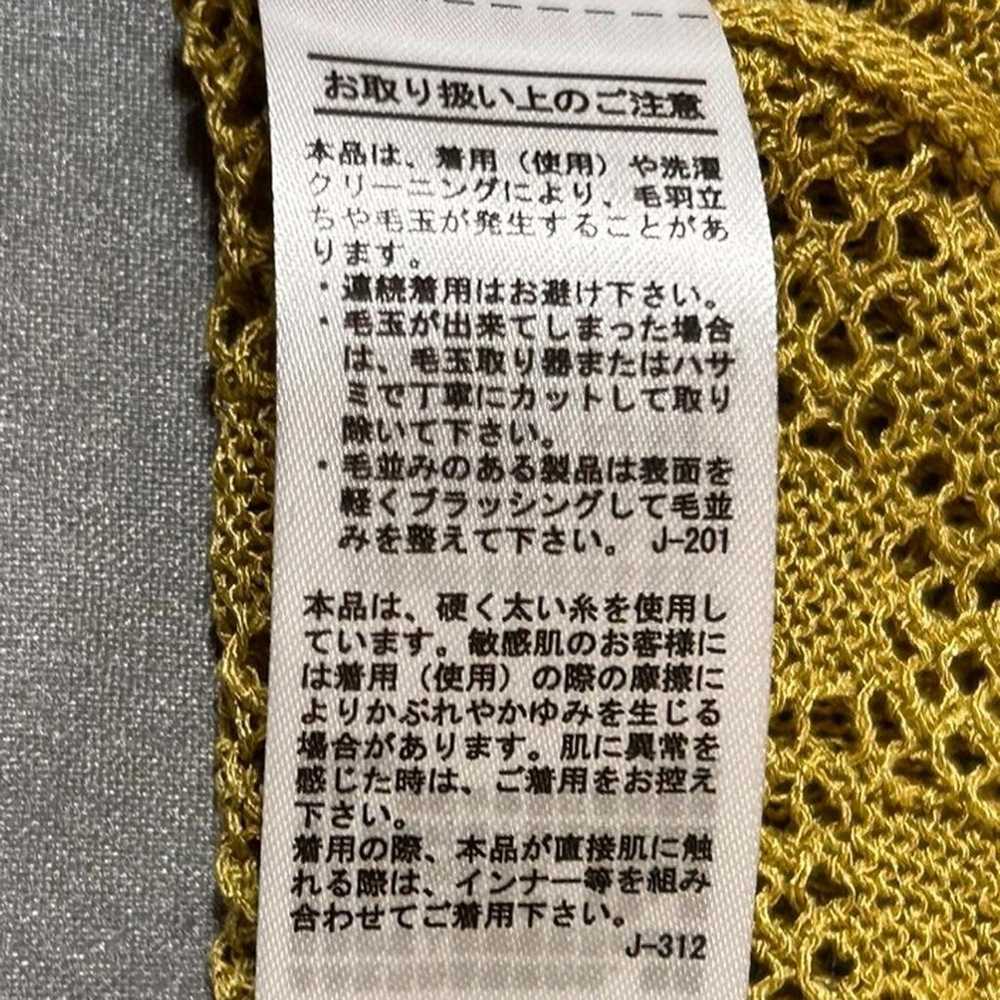 お取り扱い上のご注意
本品は、着用（使用）や洗濯
クリーニングにより、毛羽立
ちや毛玉が発生することがあ
ります。
・連続着用はお避け下さい。
・毛玉が出来てしまった場合
は、毛玉取り器またはハサ
ミで丁寧にカットして取り
除いて下さい。
・毛並みのある製品は表面を
軽くブラッシングして毛並
みを整えて下さい。 J-201
本品は、硬く太い糸を使用し
ています。敏感肌のお客様に
は着用（使用）の際の摩擦に
よりかぶれやかゆみを生じる
場合があります。肌に異常を
感じた時は、ご着用をお控え
下さい。
着用の際、本品が直接肌に触
れる際は、インナー等を組み
合わせてご着用下さい。
J-312